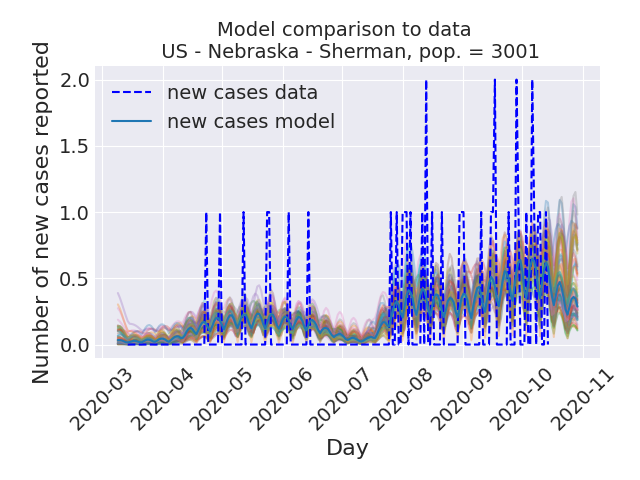 Model comparison to data
US - Nebraska - Sherman, pop. = 3001
Number of new cases reported
2.0
1.5
1.0
0.5
0.0
new cases data
new cases model
2020-03
2020-04
2020-05
2020-06
2020-07
2020-08
2020-09
2020-10
2020-11
Day